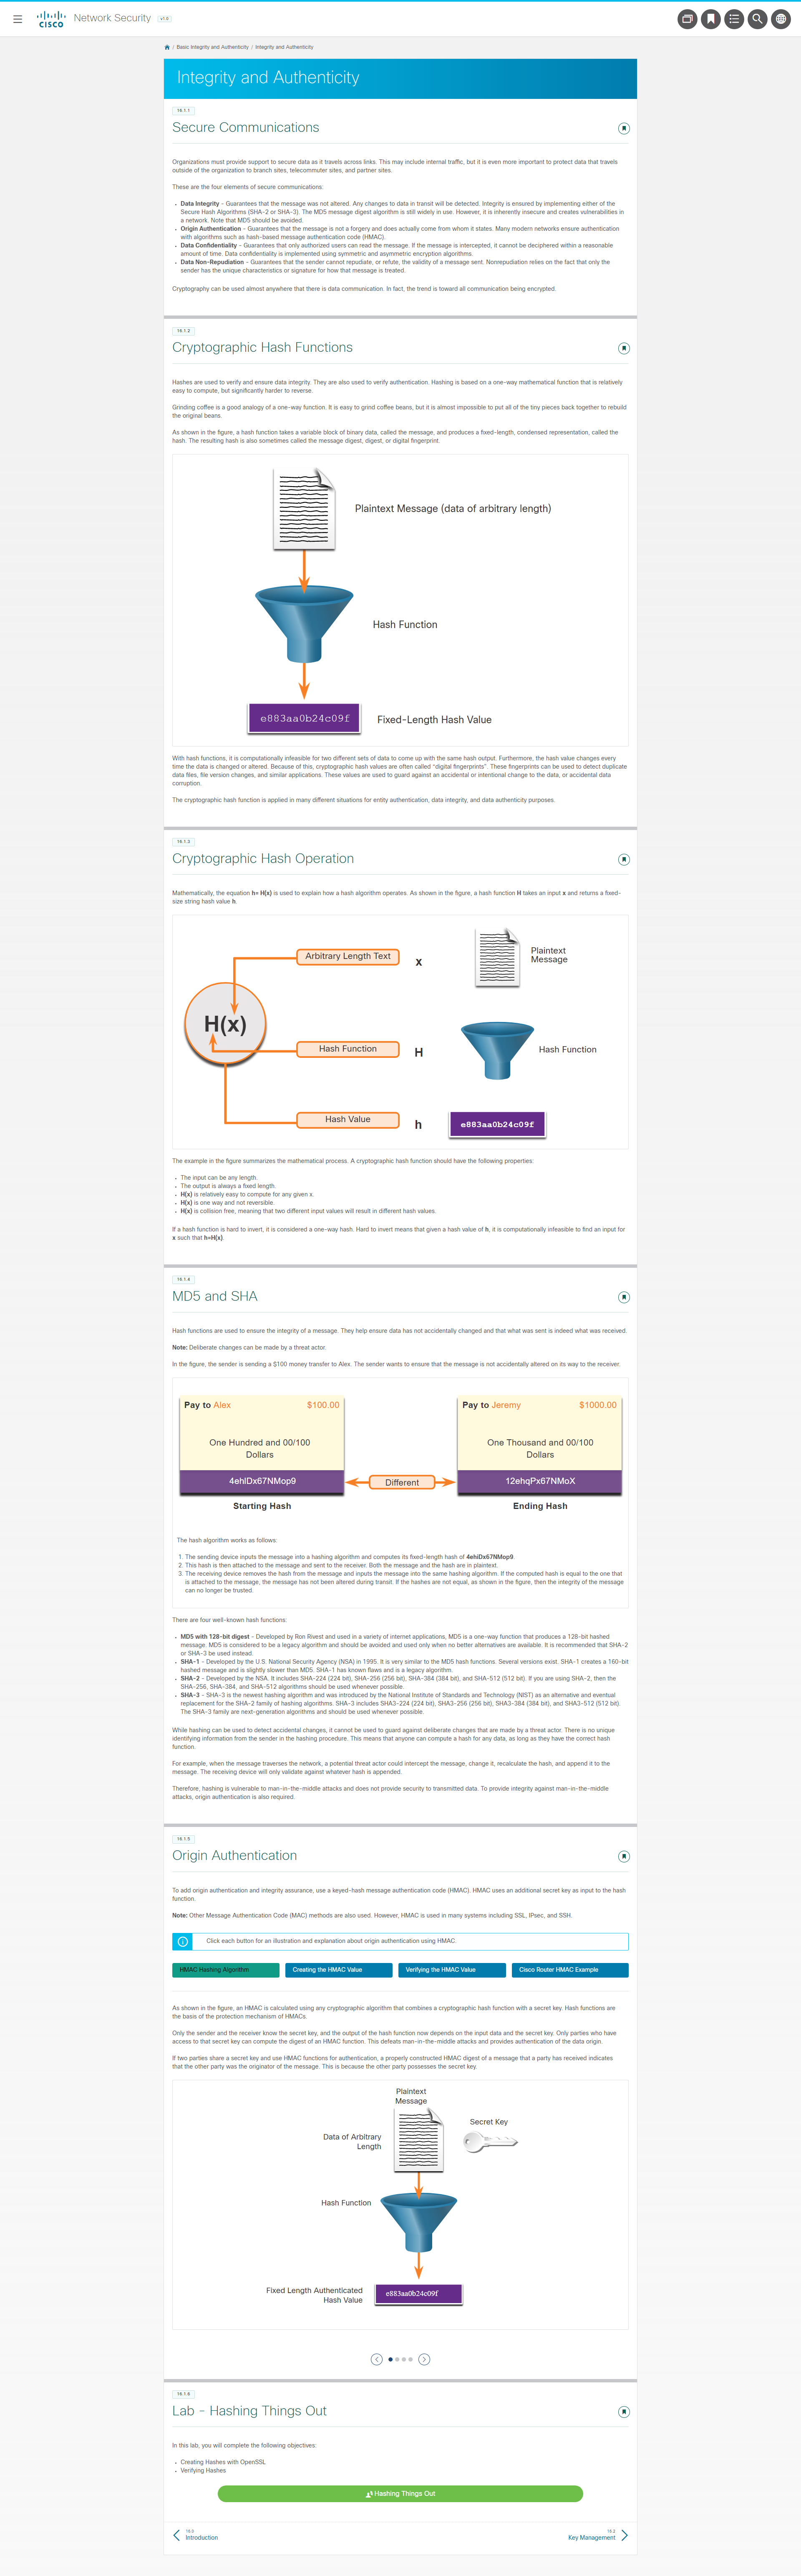 CISCO
Network Security
v1.0
/ Basic Integrity and Authenticity / Integrity and Authenticity
Integrity and Authenticity
Secure Communications
Organizations must provide support to secure data as it travels across links. This may include internal traffic, but it is even more important to protect data that travels
outside of the organization to branch sites, telecommuter sites, and partner sites.
These are the four elements of secure communications:
Data Integrity - Guarantees that the message was not altered. Any changes to data in transit will be detected. Integrity is ensured by implementing either of the
Secure Hash Algorithms (SHA-2 or SHA-3). The MD5 message digest algorithm is still widely in use. However, it is inherently insecure and creates vulnerabilities in
a network. Note that MD5 should be avoided.
Origin Authentication - Guarantees that the message is not a forgery and does actually come from whom it states. Many modern networks ensure authentication
with algorithms such as hash-based message authentication code (HMAC).
Data Confidentiality - Guarantees that only authorized users can read the message. If the message is intercepted, it cannot be deciphered within a reasonable
amount of time. Data confidentiality is implemented using symmetric and asymmetric encryption algorithms.
Data Non-Repudiation - Guarantees that the sender cannot repudiate, or refute, the validity of a message sent. Nonrepudiation relies on the fact that only the
sender has the unique characteristics or signature for how that message is treated.
Cryptography can be used almost anywhere that there is data communication. In fact, the trend is toward all communication being encrypted.
Cryptographic Hash Functions
Hashes are used to verify and ensure data integrity. They are also used to verify authentication. Hashing is based on a one-way mathematical function that is relatively
easy to compute, but significantly harder to reverse.
Grinding coffee is a good analogy of a one-way function. It is easy to grind coffee beans, but it is almost impossible to put all of the tiny pieces back together to rebuild
the original beans.
As shown in the figure, a hash function takes a variable block of binary data, called the message, and produces a fixed-length, condensed representation, called the
hash. The resulting hash is also sometimes called the message digest, digest, or digital fingerprint.
Plaintext Message (data of arbitrary length)
Hash Function
e883aa0b24c09f
Fixed-Length Hash Value
With hash functions, it is computationally infeasible for two different sets of data to come up with the same hash output. Furthermore, the hash value changes every
time the data is changed or altered. Because of this, cryptographic hash values are often called "digital fingerprints". These fingerprints can be used to detect duplicate
data files, file version changes, and similar applications. These values are used to guard against an accidental or intentional change to the data, or accidental data
corruption.
The cryptographic hash function is applied in many different situations for entity authentication, data integrity, and data authenticity purposes.
Cryptographic Hash Operation
Mathematically, the equation h= H(x) is used to explain how a hash algorithm operates. As shown in the figure, a hash function H takes an input x and returns a fixed-
size string hash value h.
Arbitrary Length Text
x
Plaintext
Message
H(x)
Hash Function
H
Hash Function
Hash Value
h
e883aa0b24c09f
The example in the figure summarizes the mathematical process. A cryptographic hash function should have the following properties:
The input can be any length.
The output is always a fixed length.
H(x) is relatively easy to compute for any given x.
H(x) is one way and not reversible.
H(x) is collision free, meaning that two different input values will result in different hash values.
If a hash function is hard to invert, it is considered a one-way hash. Hard to invert means that given a hash value of h, it is computationally infeasible to find an input for
x such that h=H(x).
MD5 and SHA
Hash functions are used to ensure the integrity of a message. They help ensure data has not accidentally changed and that what was sent is indeed what was received.
Note: Deliberate changes can be made by a threat actor.
In the figure, the sender is sending a $100 money transfer to Alex. The sender wants to ensure that the message is not accidentally altered on its way to the receiver.
Pay to Alex $100.00
One Hundred and 00/100
Dollars
4ehIDx67NMop9
Starting Hash
Different
Pay to Jeremy $1000.00
One Thousand and 00/100
Dollars
12ehqPx67NMoX
Ending Hash
The hash algorithm works as follows:
1. The sending device inputs the message into a hashing algorithm and computes its fixed-length hash of 4ehiDx67NMop9.
2. This hash is then attached to the message and sent to the receiver. Both the message and the hash are in plaintext.
3. The receiving device removes the hash from the message and inputs the message into the same hashing algorithm. If the computed hash is equal to the one that
is attached to the message, the message has not been altered during transit. If the hashes are not equal, as shown in the figure, then the integrity of the message
can no longer be trusted.
There are four well-known hash functions:
MD5 with 128-bit digest - Developed by Ron Rivest and used in a variety of internet applications, MD5 is a one-way function that produces a 128-bit hashed
message. MD5 is considered to be a legacy algorithm and should be avoided and used only when no better alternatives are available. It is recommended that SHA-2
or SHA-3 be used instead.
SHA-1 - Developed by the U.S. National Security Agency (NSA) in 1995. It is very similar to the MD5 hash functions. Several versions exist. SHA-1 creates a 160-bit
hashed message and is slightly slower than MD5. SHA-1 has known flaws and is a legacy algorithm.
SHA-2 - Developed by the NSA. It includes SHA-224 (224 bit), SHA-256 (256 bit), SHA-384 (384 bit), and SHA-512 (512 bit). If you are using SHA-2, then the
SHA-256, SHA-384, and SHA-512 algorithms should be used whenever possible.
SHA-3 - SHA-3 is the newest hashing algorithm and was introduced by the National Institute of Standards and Technology (NIST) as an alternative and eventual
replacement for the SHA-2 family of hashing algorithms. SHA-3 includes SHA3-224 (224 bit), SHA3-256 (256 bit), SHA3-384 (384 bit), and SHA3-512 (512 bit).
The SHA-3 family are next-generation algorithms and should be used whenever possible.
While hashing can be used to detect accidental changes, it cannot be used to guard against deliberate changes that are made by a threat actor. There is no unique
identifying information from the sender in the hashing procedure. This means that anyone can compute a hash for any data, as long as they have the correct hash
function.
For example, when the message traverses the network, a potential threat actor could intercept the message, change it, recalculate the hash, and append it to the
message. The receiving device will only validate against whatever hash is appended.
Therefore, hashing is vulnerable to man-in-the-middle attacks and does not provide security to transmitted data. To provide integrity against man-in-the-middle
attacks, origin authentication is also required.
Origin Authentication
To add origin authentication and integrity assurance, use a keyed-hash message authentication code (HMAC). HMAC uses an additional secret key as input to the hash
function.
Note: Other Message Authentication Code (MAC) methods are also used. However, HMAC is used in many systems including SSL, IPsec, and SSH.
Click each button for an illustration and explanation about origin authentication using HMAC.
HMAC Hashing Algorithm
Creating the HMAC Value
Verifying the HMAC Value
Cisco Router HMAC Example
As shown in the figure, an HMAC is calculated using any cryptographic algorithm that combines a cryptographic hash function with a secret key. Hash functions are
the basis of the protection mechanism of HMACs.
Only the sender and the receiver know the secret key, and the output of the hash function now depends on the input data and the secret key. Only parties who have
access to that secret key can compute the digest of an HMAC function. This defeats man-in-the-middle attacks and provides authentication of the data origin.
If two parties share a secret key and use HMAC functions for authentication, a properly constructed HMAC digest of a message that a party has received indicates
that the other party was the originator of the message. This is because the other party possesses the secret key.
Plaintext
Message
Secret Key
Data of Arbitrary
Length
Hash Function
Fixed Length Authenticated
Hash Value
e883aa0b24c09f
Lab - Hashing Things Out
In this lab, you will complete the following objectives:
Creating Hashes with OpenSSL
Verifying Hashes
Hashing Things Out
Introduction
Key Management